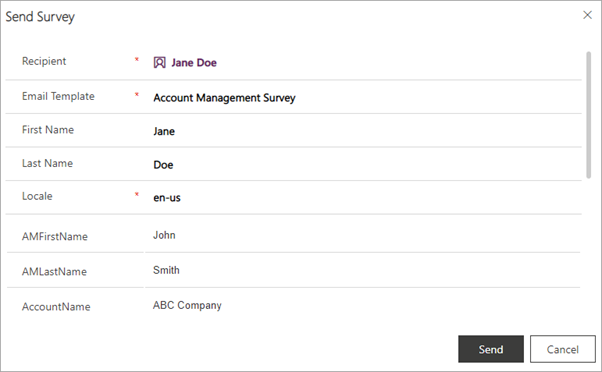 Send Survey
Recipient * Jane Doe
Email Template * Account Management Survey
First Name Jane
Last Name Doe
Locale * en-us
AMFirstName John
AMLastName Smith
AccountName ABC Company
Send Cancel